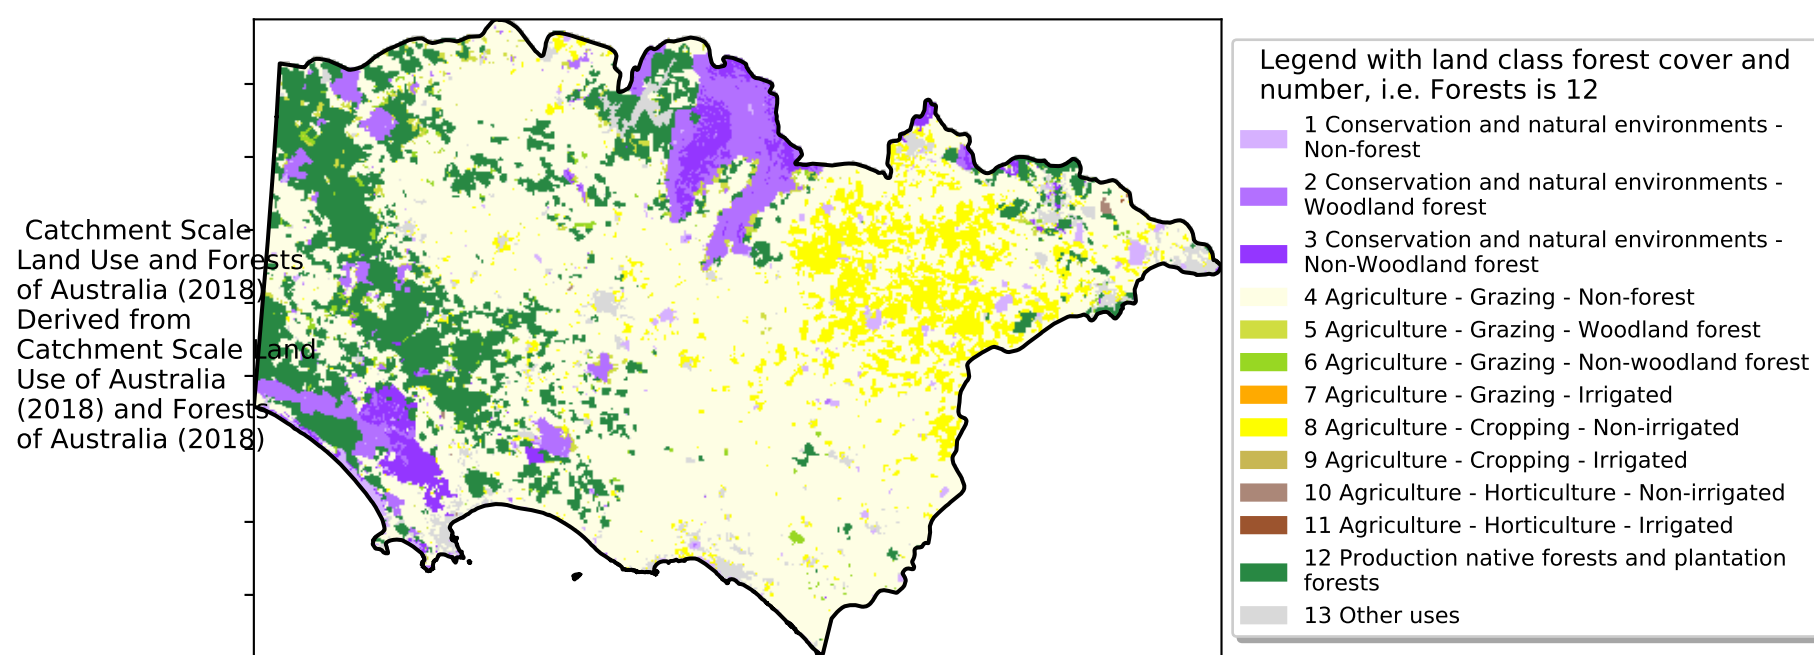 Catchment Scale
Land Use and Forests
of Australia (2018)
Derived from
Catchment Scale Land
Use of Australia
(2018) and Forests
of Australia (2018)
Legend with land class forest cover and
number, i.e. Forests is 12
1 Conservation and natural environments -
Non-forest
2 Conservation and natural environments -
Woodland forest
3 Conservation and natural environments -
Non-Woodland forest
4 Agriculture - Grazing - Non-forest
5 Agriculture - Grazing - Woodland forest
6 Agriculture - Grazing - Non-woodland forest
7 Agriculture - Grazing - Irrigated
8 Agriculture - Cropping - Non-irrigated
9 Agriculture - Cropping - Irrigated
10 Agriculture - Horticulture - Non-irrigated
11 Agriculture - Horticulture - Irrigated
12 Production native forests and plantation
forests
13 Other uses